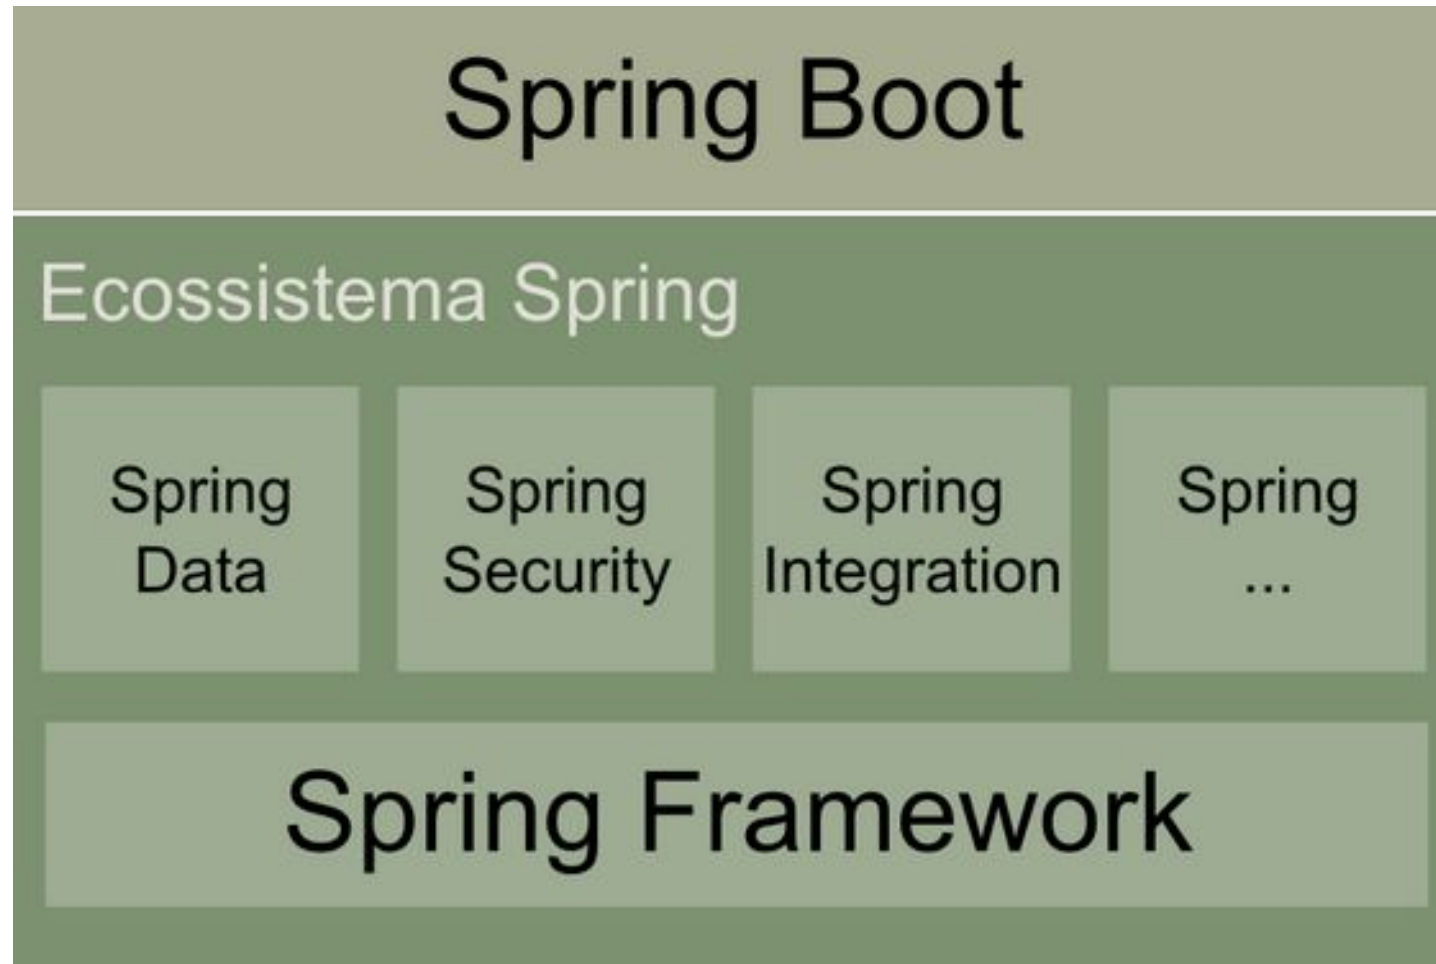 Spring Boot
Ecossistema Spring
Spring
Data
Spring
Security
Spring
Integration
Spring
...
Spring Framework